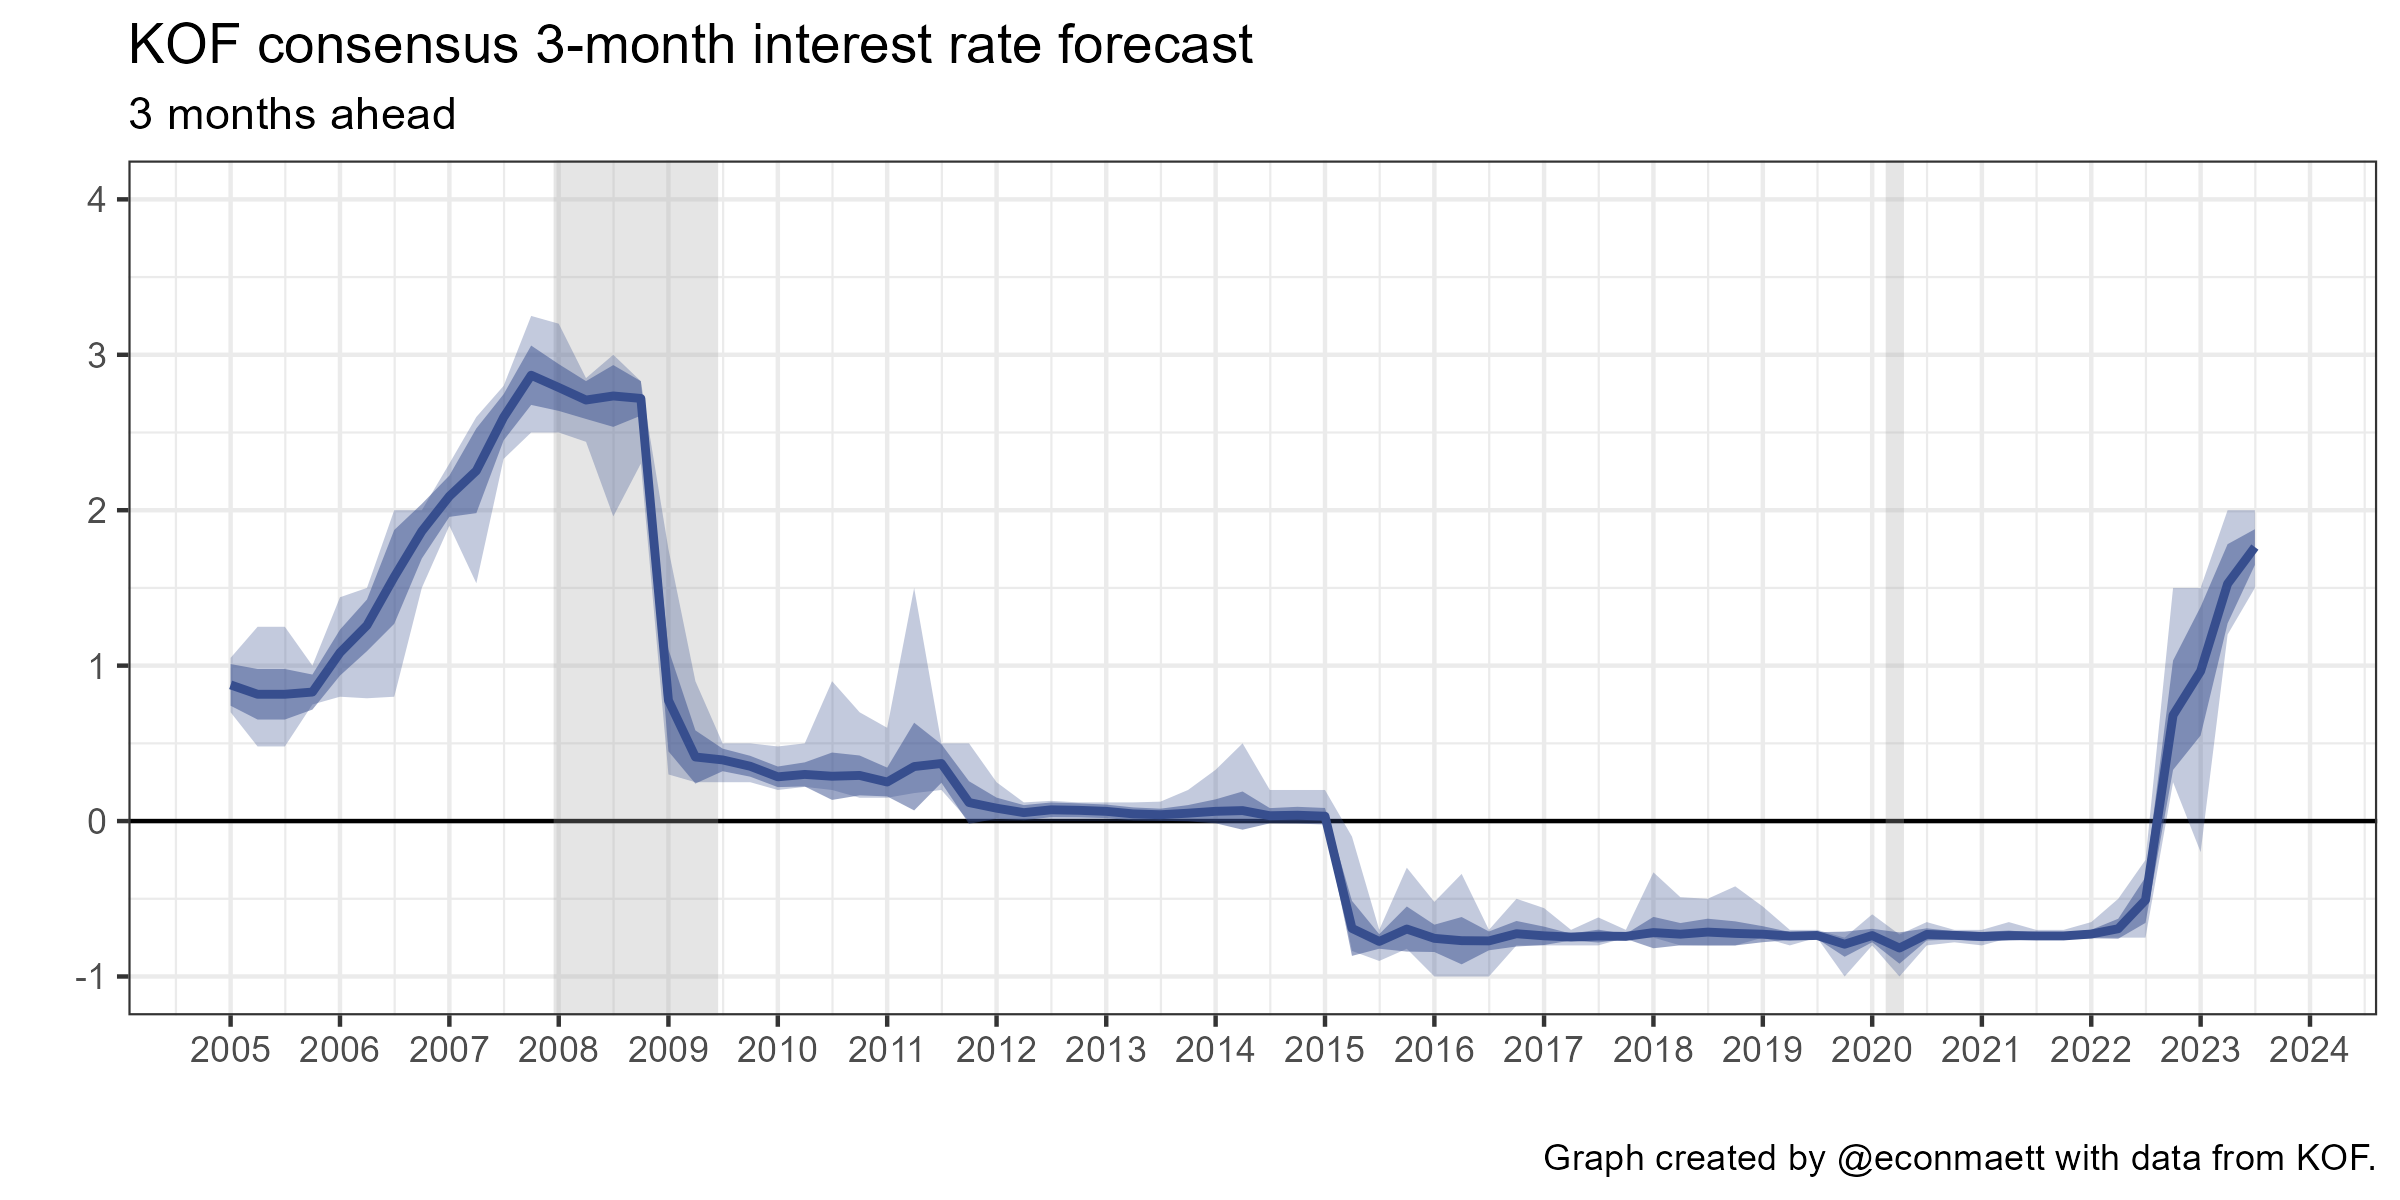 KOF consensus 3-month interest rate forecast
3 months ahead
4
3
2
1
0
-1
2005 2006 2007 2008 2009 2010 2011 2012 2013 2014 2015 2016 2017 2018 2019 2020 2021 2022 2023 2024
Graph created by @econmaett with data from KOF.